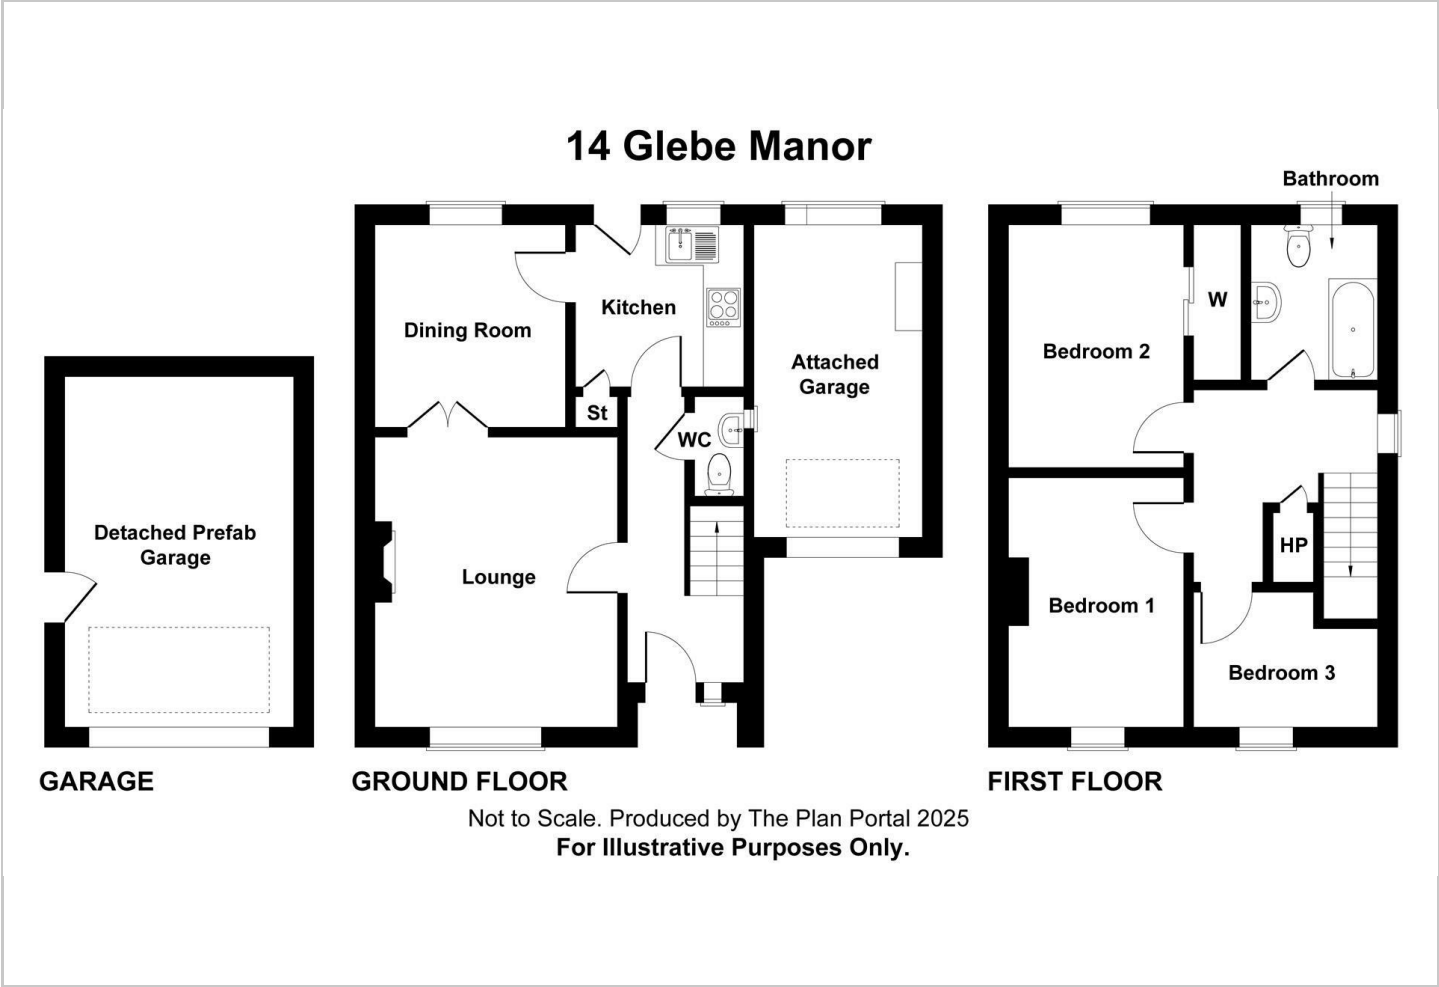 14 Glebe Manor
Bathroom
Kitchen
Dining Room
W
Bedroom 2
Attached
Garage
St
WC
Detached Prefab
Garage
Lounge
HP
Bedroom 1
Bedroom 3
GARAGE
GROUND FLOOR
FIRST FLOOR
Not to Scale. Produced by The Plan Portal 2025
For Illustrative Purposes Only.